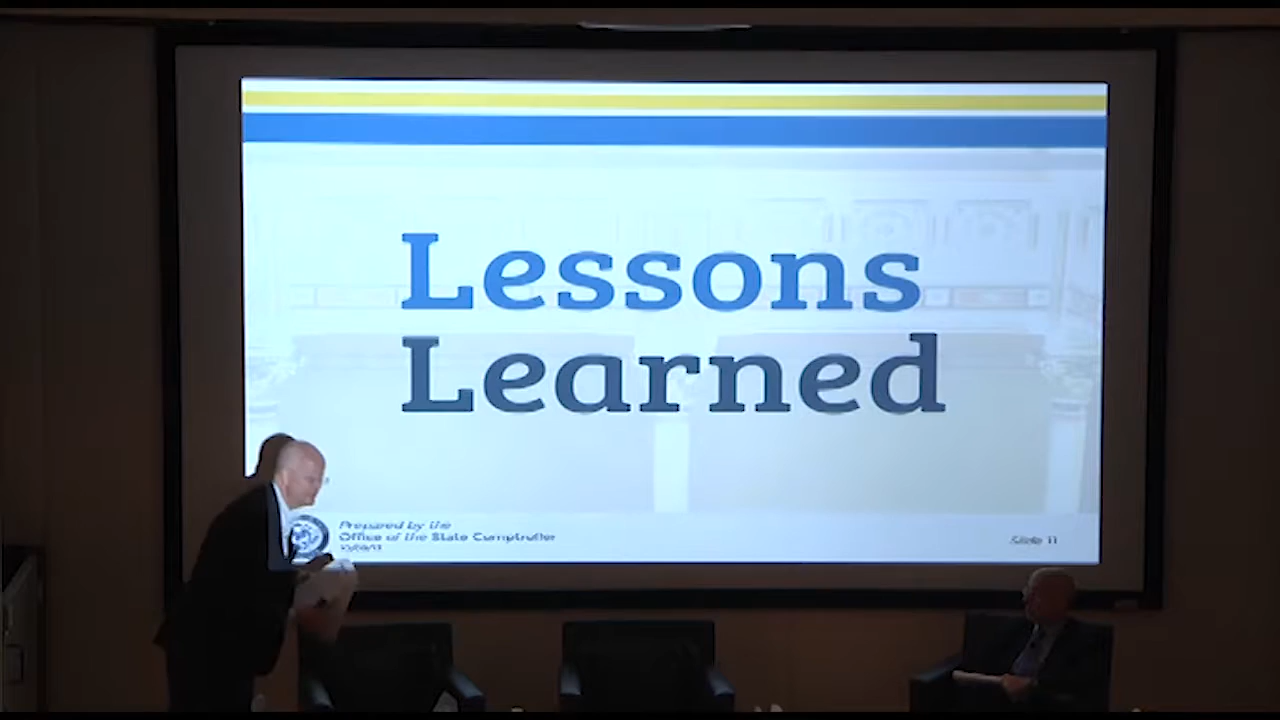 Lessons
Learned
Prepared by the
Office of the State Comptroller
Slide 11